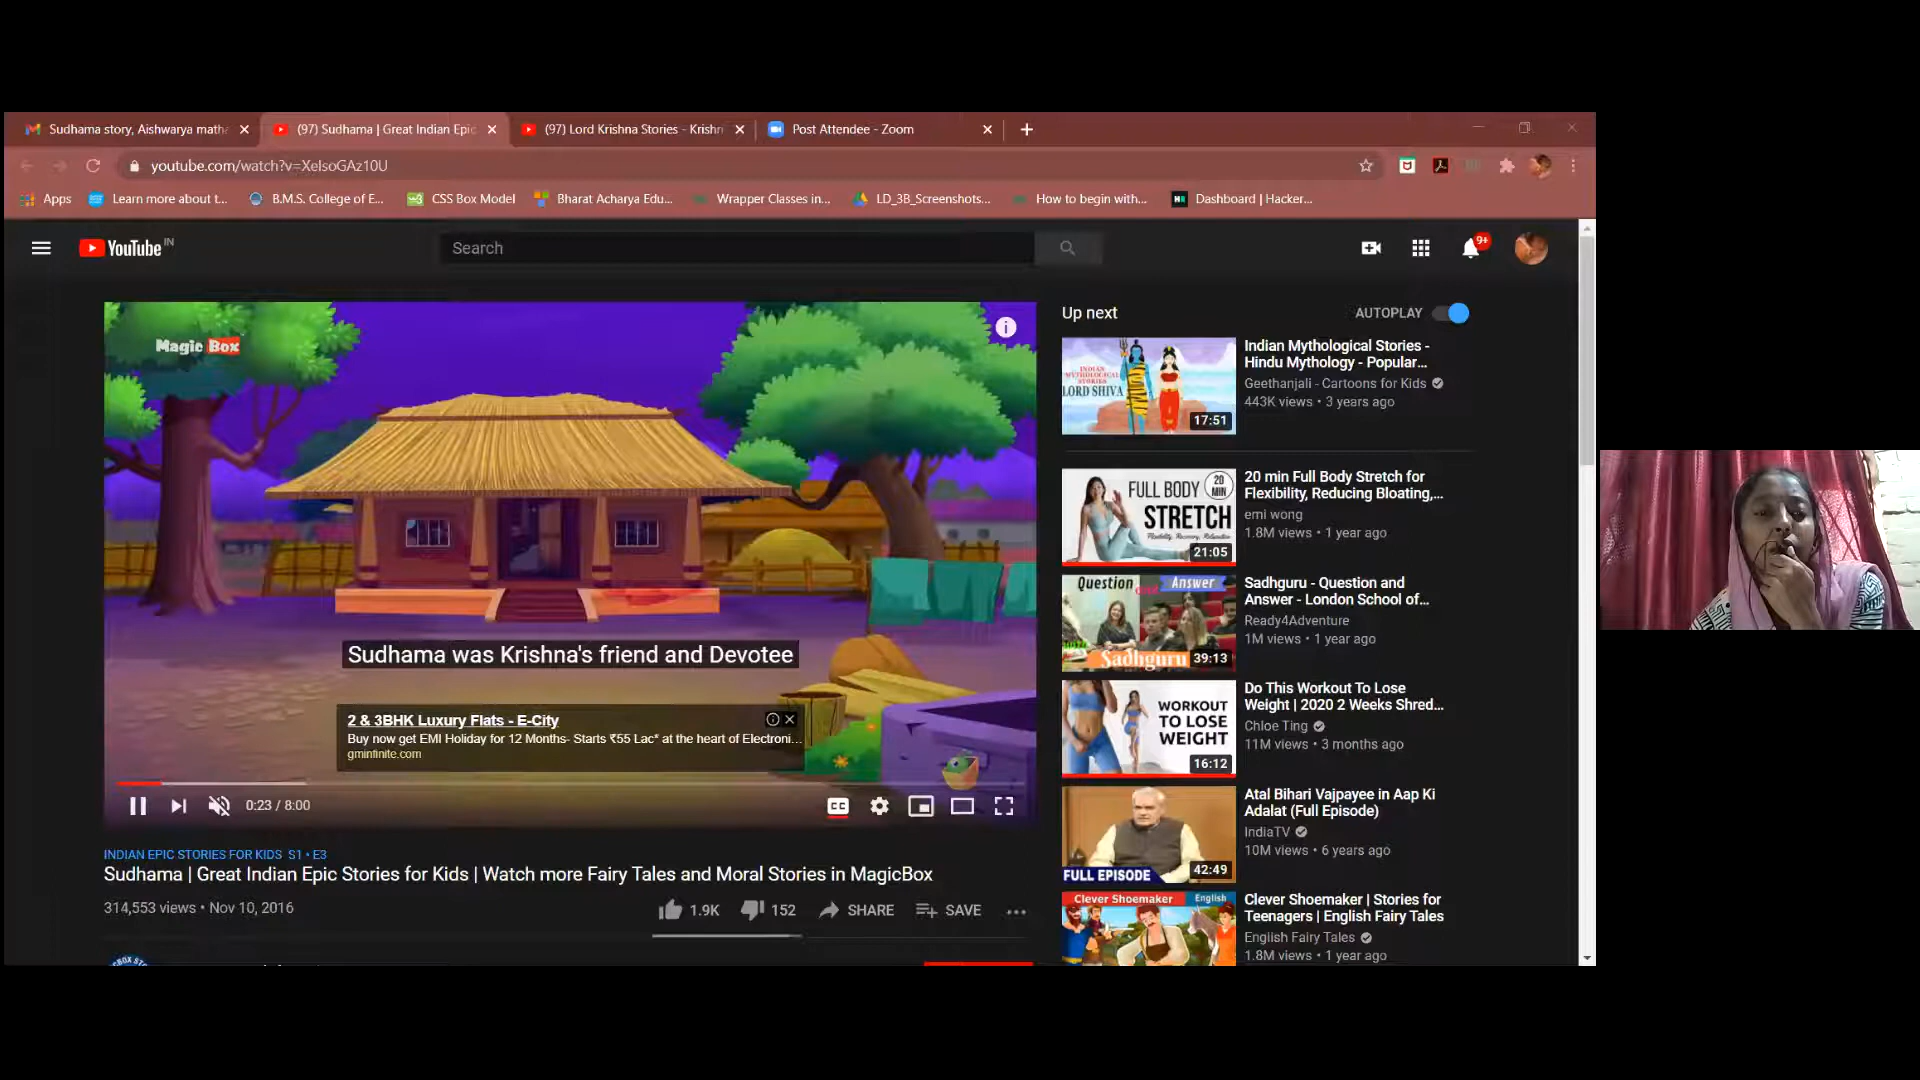 Sudhama story, Aishwarya math
(97) Sudhama | Great Indian Epic
(97) Lord Krishna Stories - Krishn
Post Attendee - Zoom
youtube.com/watch?v=XeIsoGAz10U
Apps
Learn more about t...
B.M.S. College of E...
CSS Box Model
Bharat Acharya Edu...
Wrapper Classes in...
LD_3B_Screenshots...
How to begin with...
Dashboard | Hacker...
YouTube IN
Search
9+
Magic Box
Sudhama was Krishna's friend and Devotee
2 & 3BHK Luxury Flats - E-City
Buy now get EMI Holiday for 12 Months- Starts ₹55 Lac* at the heart of Electroni...
gminfinite.com
0:23 / 8:00
CC
INDIAN EPIC STORIES FOR KIDS S1 • E3
Sudhama | Great Indian Epic Stories for Kids | Watch more Fairy Tales and Moral Stories in MagicBox
314,553 views • Nov 10, 2016
1.9K
152
SHARE
SAVE
Up next
AUTOPLAY
INDIAN
MYTHOLOGICAL
STORIES
LORD SHIVA
17:51
Indian Mythological Stories -
Hindu Mythology - Popular...
Geethanjali - Cartoons for Kids
443K views • 3 years ago
FULL BODY
20 MIN
STRETCH
21:05
20 min Full Body Stretch for
Flexibility, Reducing Bloating,...
emi wong
1.8M views • 1 year ago
Question and Answer
Sadhguru
39:13
Sadhguru - Question and
Answer - London School of...
Ready4Adventure
1M views • 1 year ago
WORKOUT
TO LOSE
WEIGHT
16:12
Do This Workout To Lose
Weight | 2020 2 Weeks Shred...
Chloe Ting
11M views • 3 months ago
FULL EPISODE
42:49
Atal Bihari Vajpayee in Aap Ki
Adalat (Full Episode)
IndiaTV
10M views • 6 years ago
Clever Shoemaker
English
Clever Shoemaker | Stories for
Teenagers | English Fairy Tales
English Fairy Tales
1.8M views • 1 year ago